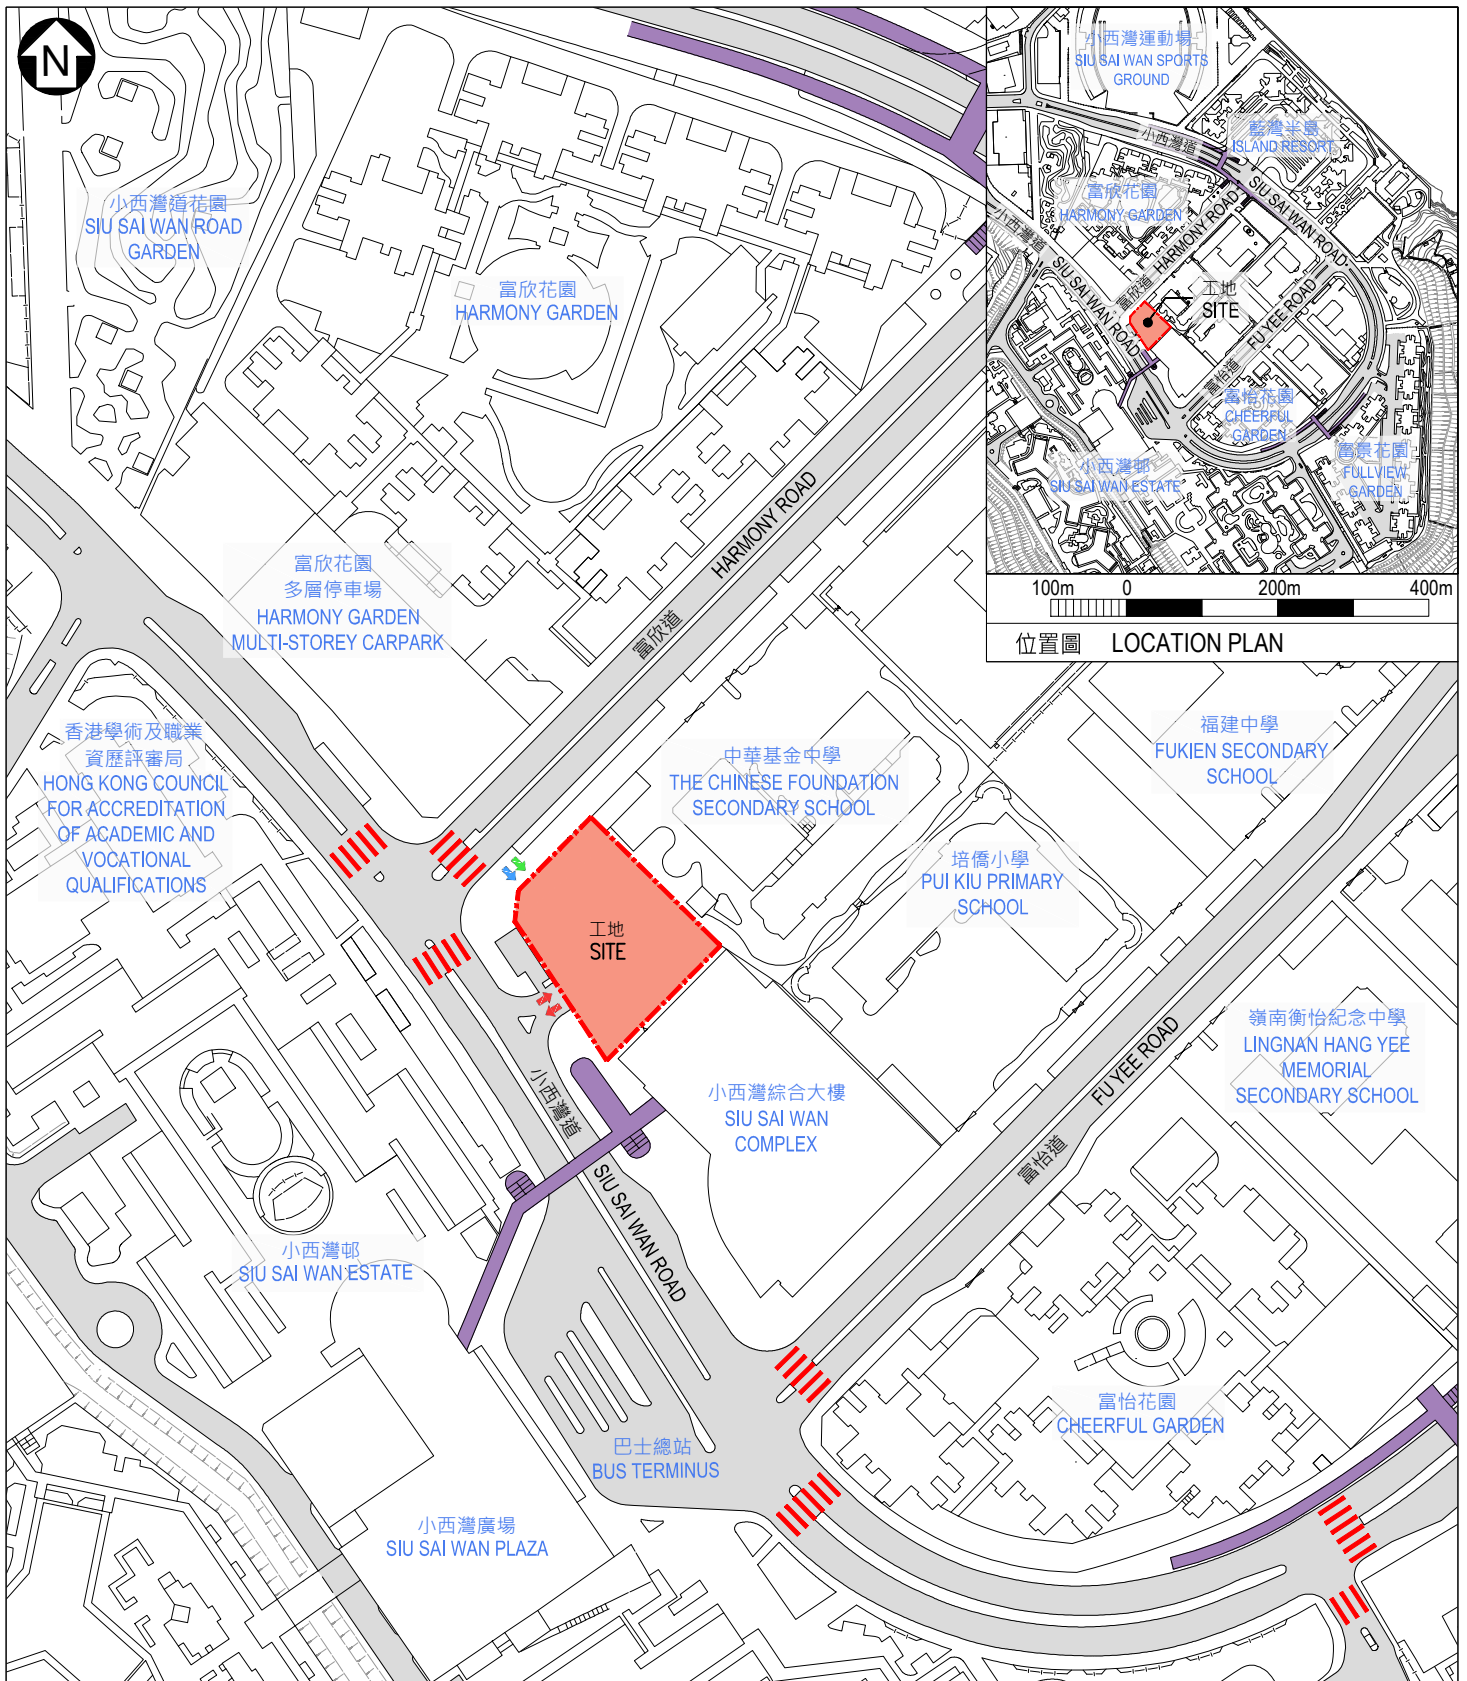 N
小西灣道花園
SIU SAI WAN ROAD
GARDEN
富欣花園
HARMONY GARDEN
富欣花園
多層停車場
HARMONY GARDEN
MULTI-STOREY CARPARK
富欣道
HARMONY ROAD
香港學術及職業
資歷評審局
HONG KONG COUNCIL
FOR ACCREDITATION
OF ACADEMIC AND
VOCATIONAL
QUALIFICATIONS
中華基金中學
THE CHINESE FOUNDATION
SECONDARY SCHOOL
福建中學
FUKIEN SECONDARY
SCHOOL
培僑小學
PUI KIU PRIMARY
SCHOOL
工地
SITE
嶺南衡怡紀念中學
LINGNAN HANG YEE
MEMORIAL
SECONDARY SCHOOL
小西灣綜合大樓
SIU SAI WAN
COMPLEX
富怡道
FU YEE ROAD
小西灣道
SIU SAI WAN ROAD
小西灣邨
SIU SAI WAN ESTATE
富怡花園
CHEERFUL GARDEN
巴士總站
BUS TERMINUS
小西灣廣場
SIU SAI WAN PLAZA
小西灣運動場
SIU SAI WAN SPORTS
GROUND
小西灣道
SIU SAI WAN ROAD
藍灣半島
ISLAND RESORT
富欣花園
HARMONY GARDEN
富欣道
HARMONY ROAD
小西灣道
SIU SAI WAN ROAD
工地
SITE
富怡道
FU YEE ROAD
富怡花園
CHEERFUL
GARDEN
富景花園
FULLVIEW
GARDEN
小西灣邨
SIU SAI WAN ESTATE
100m 0 200m 400m
位置圖 LOCATION PLAN